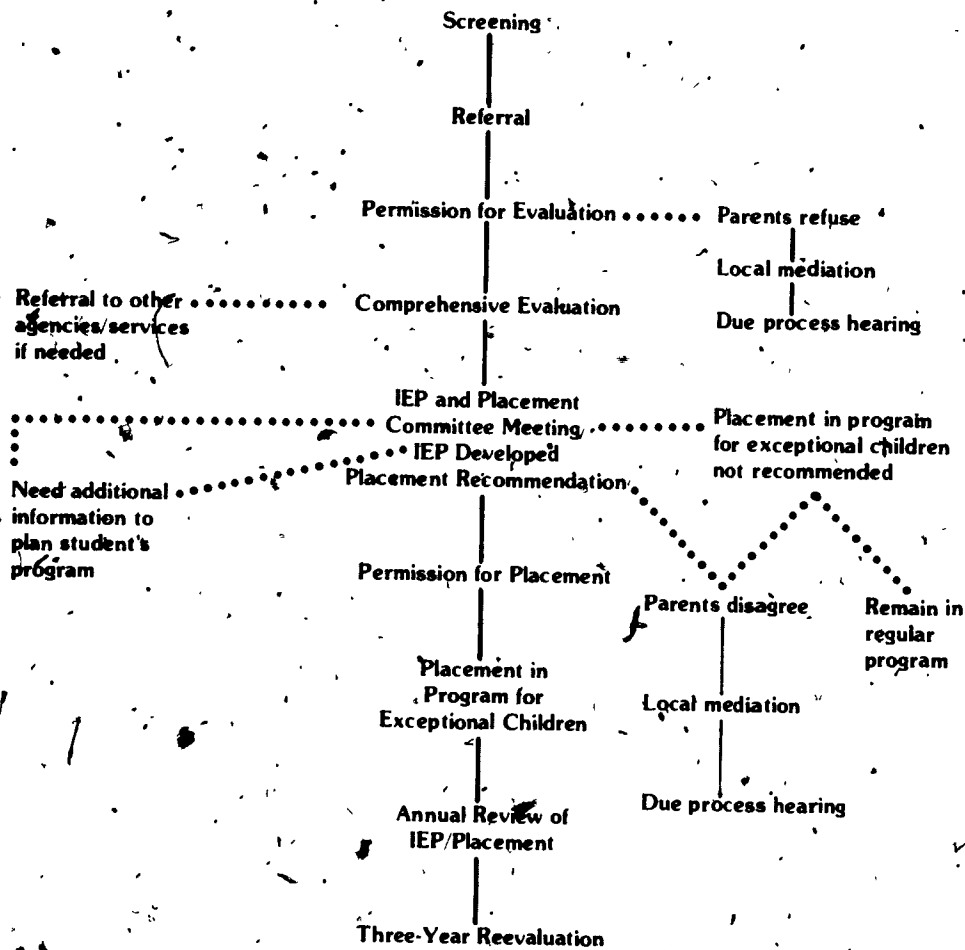 Screening
Referral
Permission for Evaluation
Parents refuse
Local mediation
Due process hearing
Referral to other
agencies/services
if needed
Comprehensive Evaluation
IEP and Placement
Committee Meeting
IEP Developed
Placement Recommendation
Placement in program
for exceptional children
not recommended
Need additional
information to
plan student's
program
Permission for Placement
Parents disagree
Remain in
regular
program
Local mediation
Due process hearing
Placement in
Program for
Exceptional Children
Annual Review of
IEP/Placement
Three-Year Reevaluation